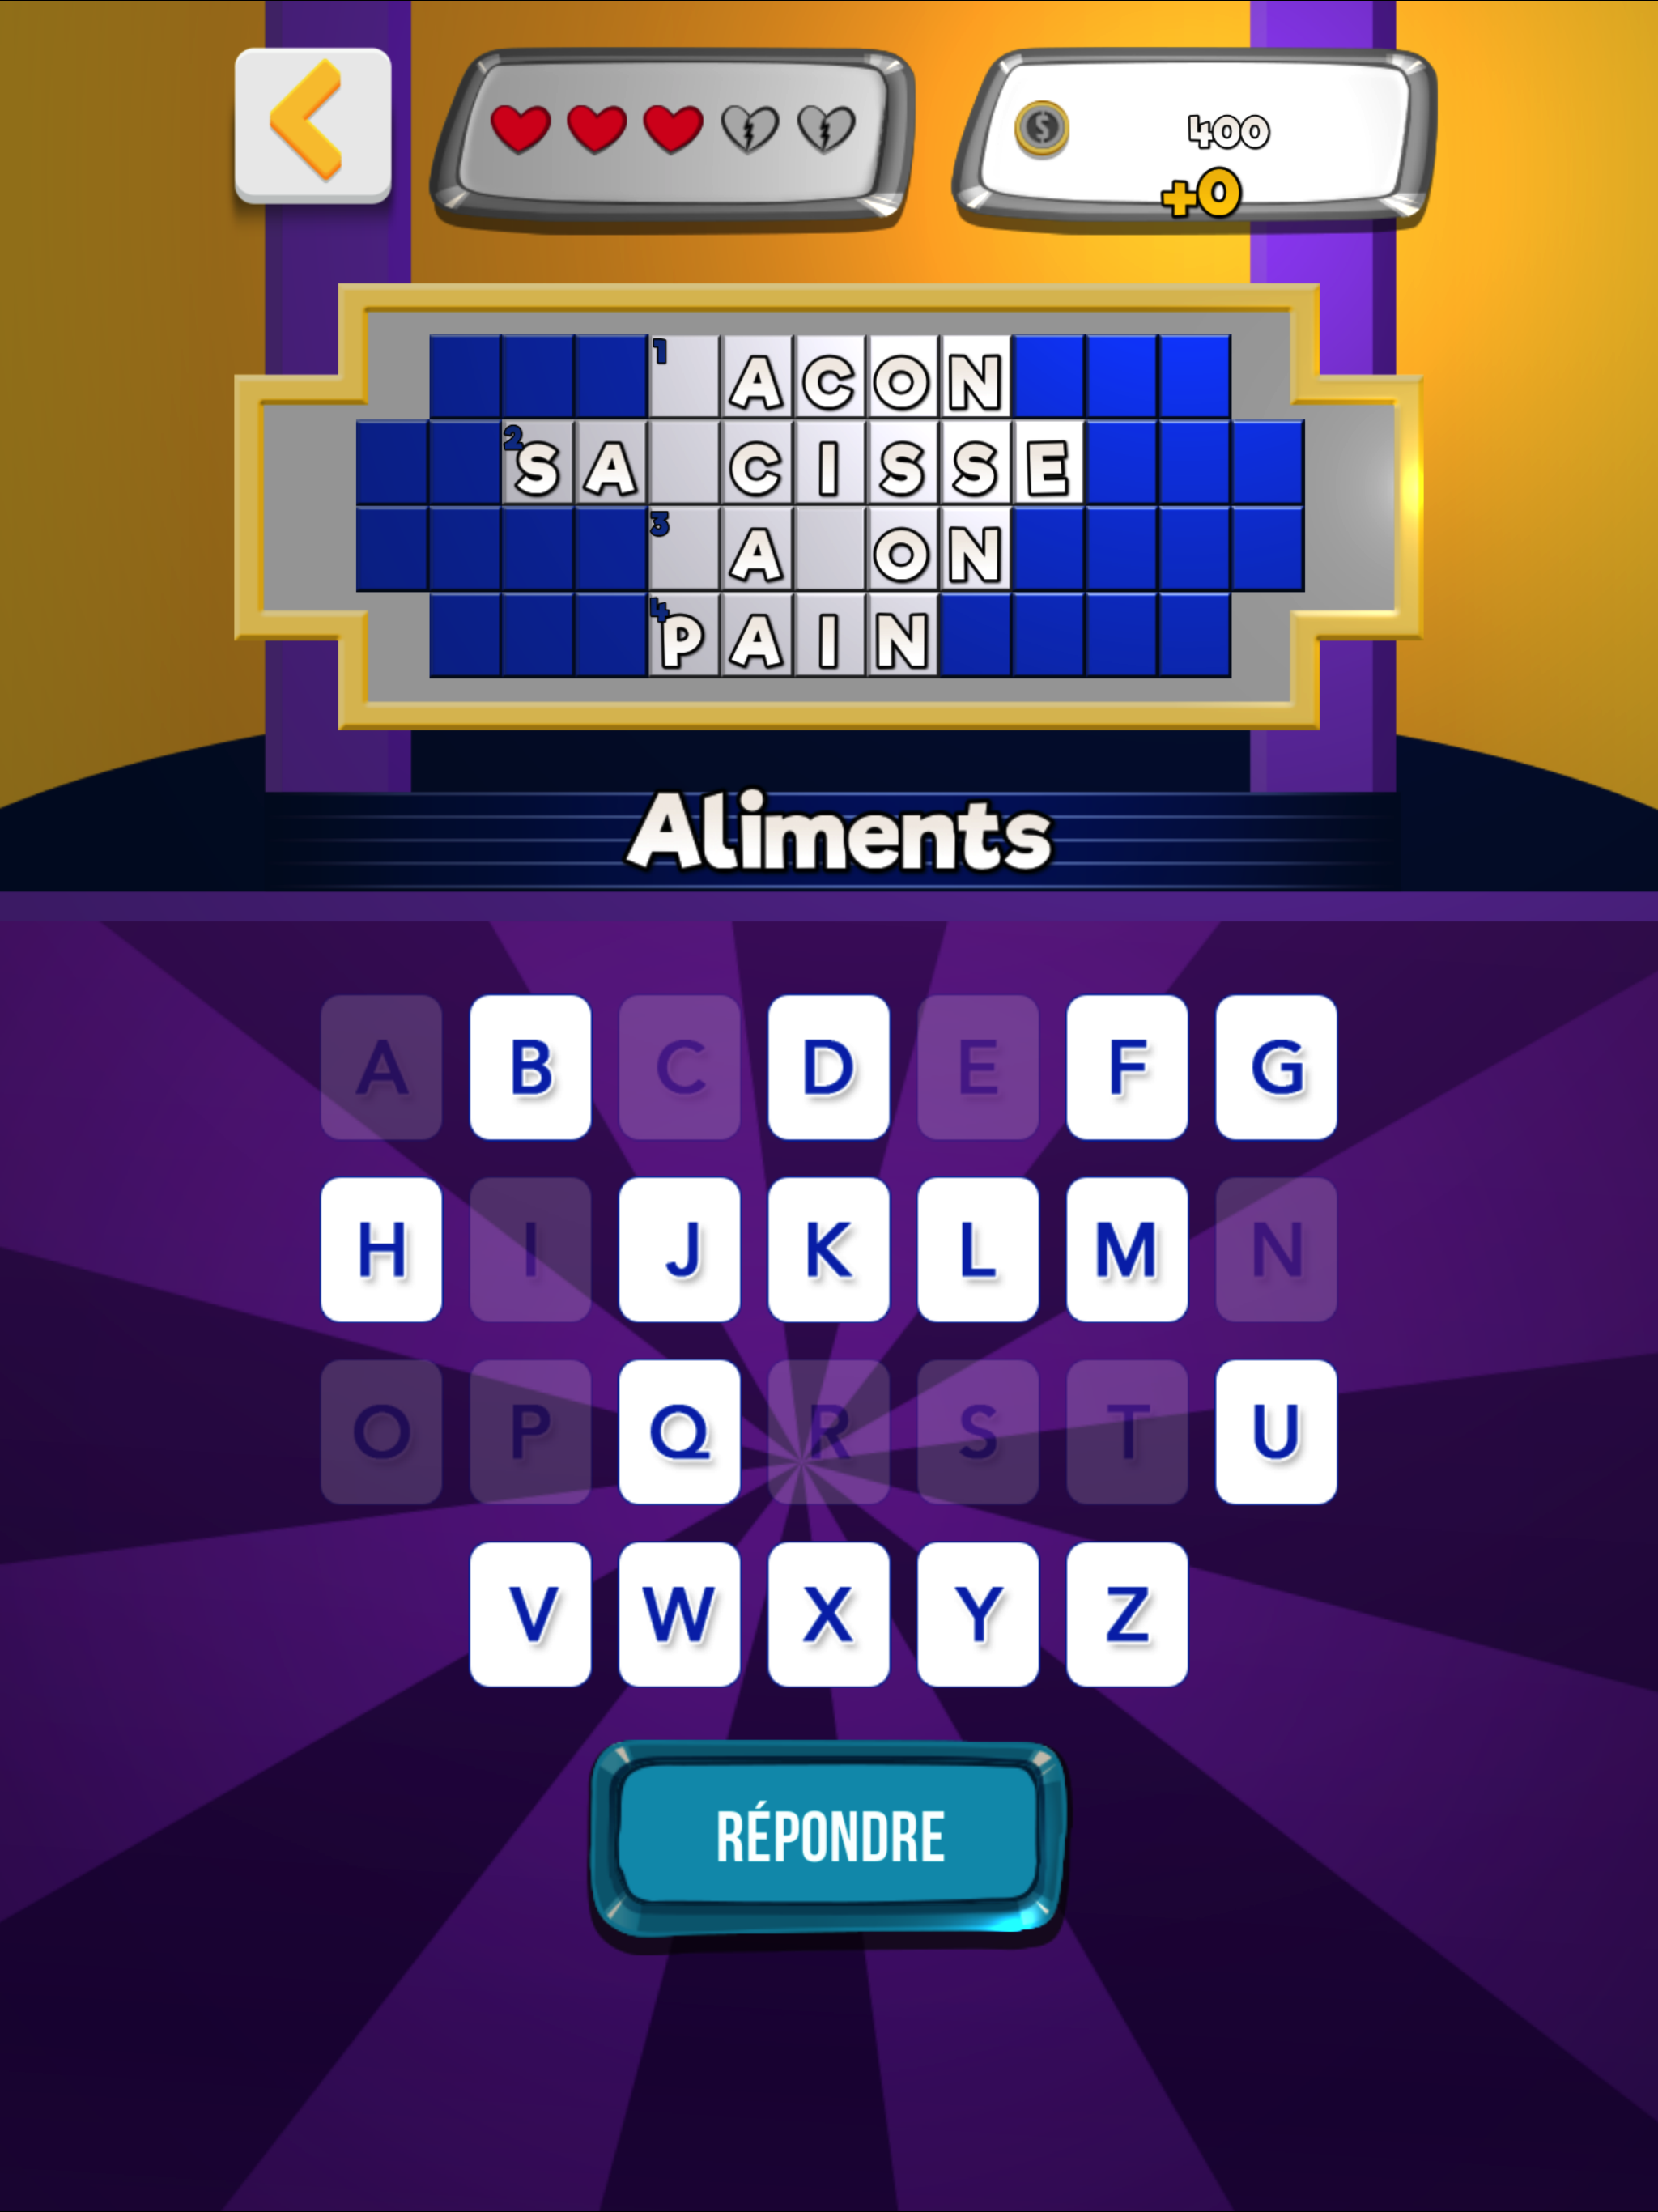 400
+0
1 ACON
2 SA CISSE
3 A ON
4 PAIN
Aliments
A B C D E F G
H I J K L M N
O P Q R S T U
V W X Y Z
RÉPONDRE